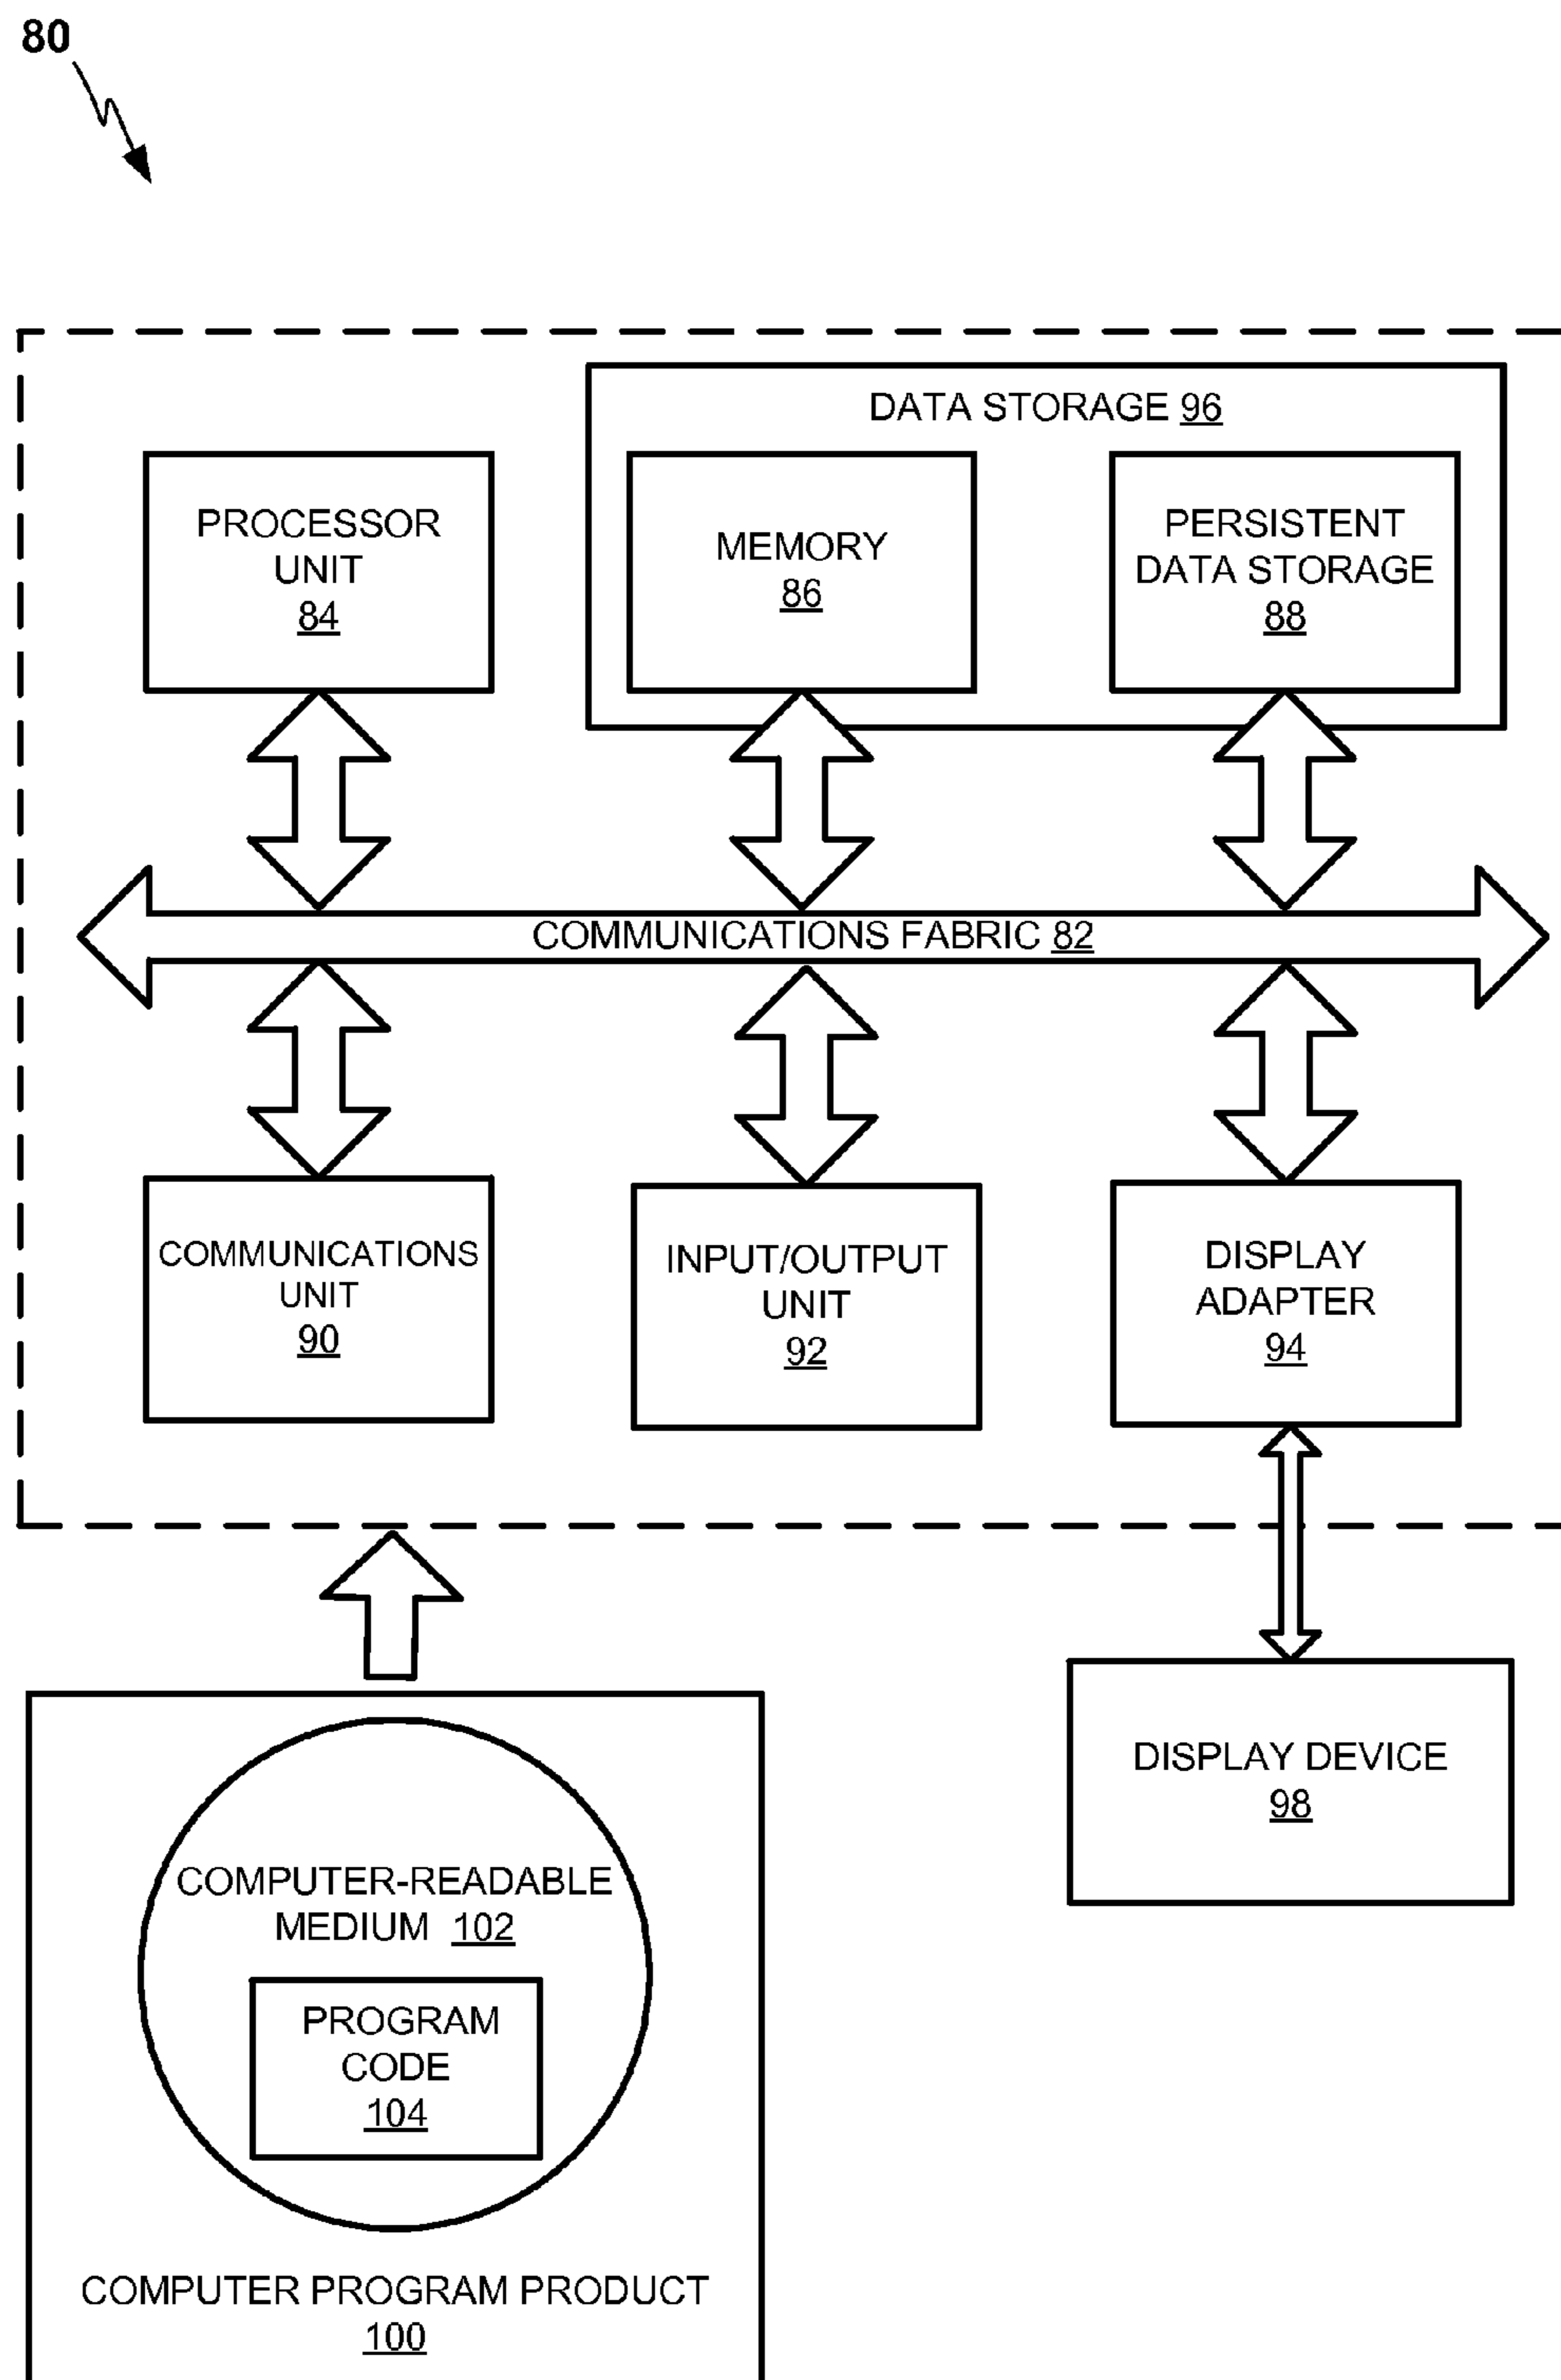 80
DATA STORAGE 96
PROCESSOR
UNIT
84
MEMORY
86
PERSISTENT
DATA STORAGE
88
COMMUNICATIONS FABRIC 82
COMMUNICATIONS
UNIT
90
INPUT/OUTPUT
UNIT
92
DISPLAY
ADAPTER
94
DISPLAY DEVICE
98
COMPUTER-READABLE
MEDIUM 102
PROGRAM
CODE
104
COMPUTER PROGRAM PRODUCT
100